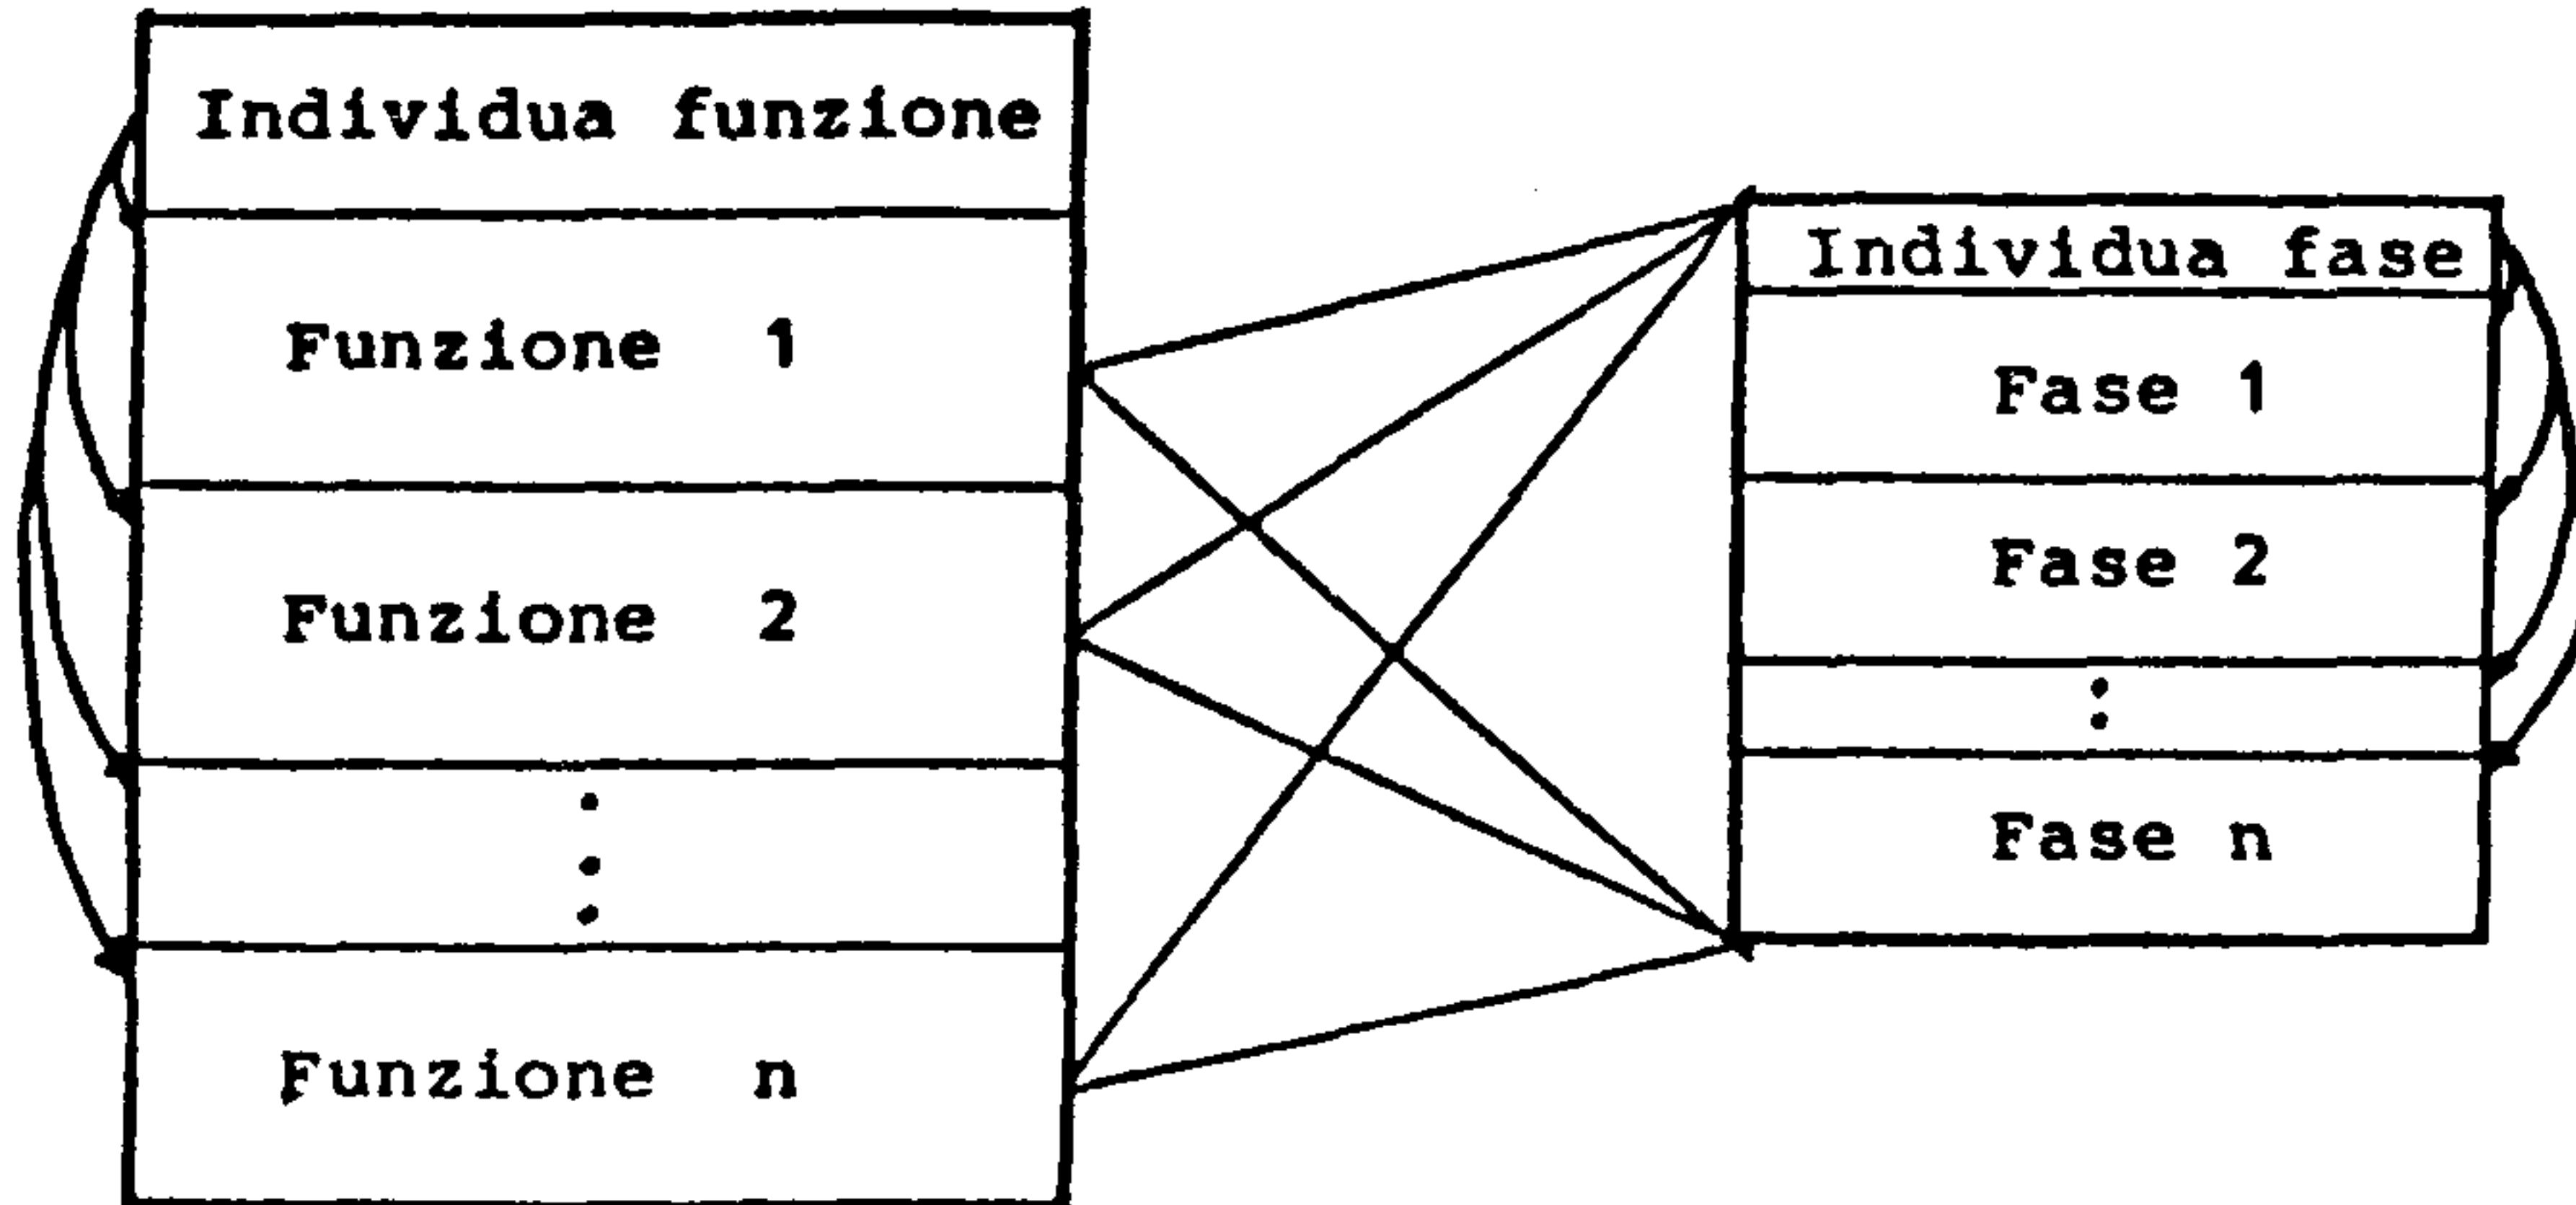 Individua funzione
Funzione 1
Funzione 2
Funzione n
Individua fase
Fase 1
Fase 2
Fase n